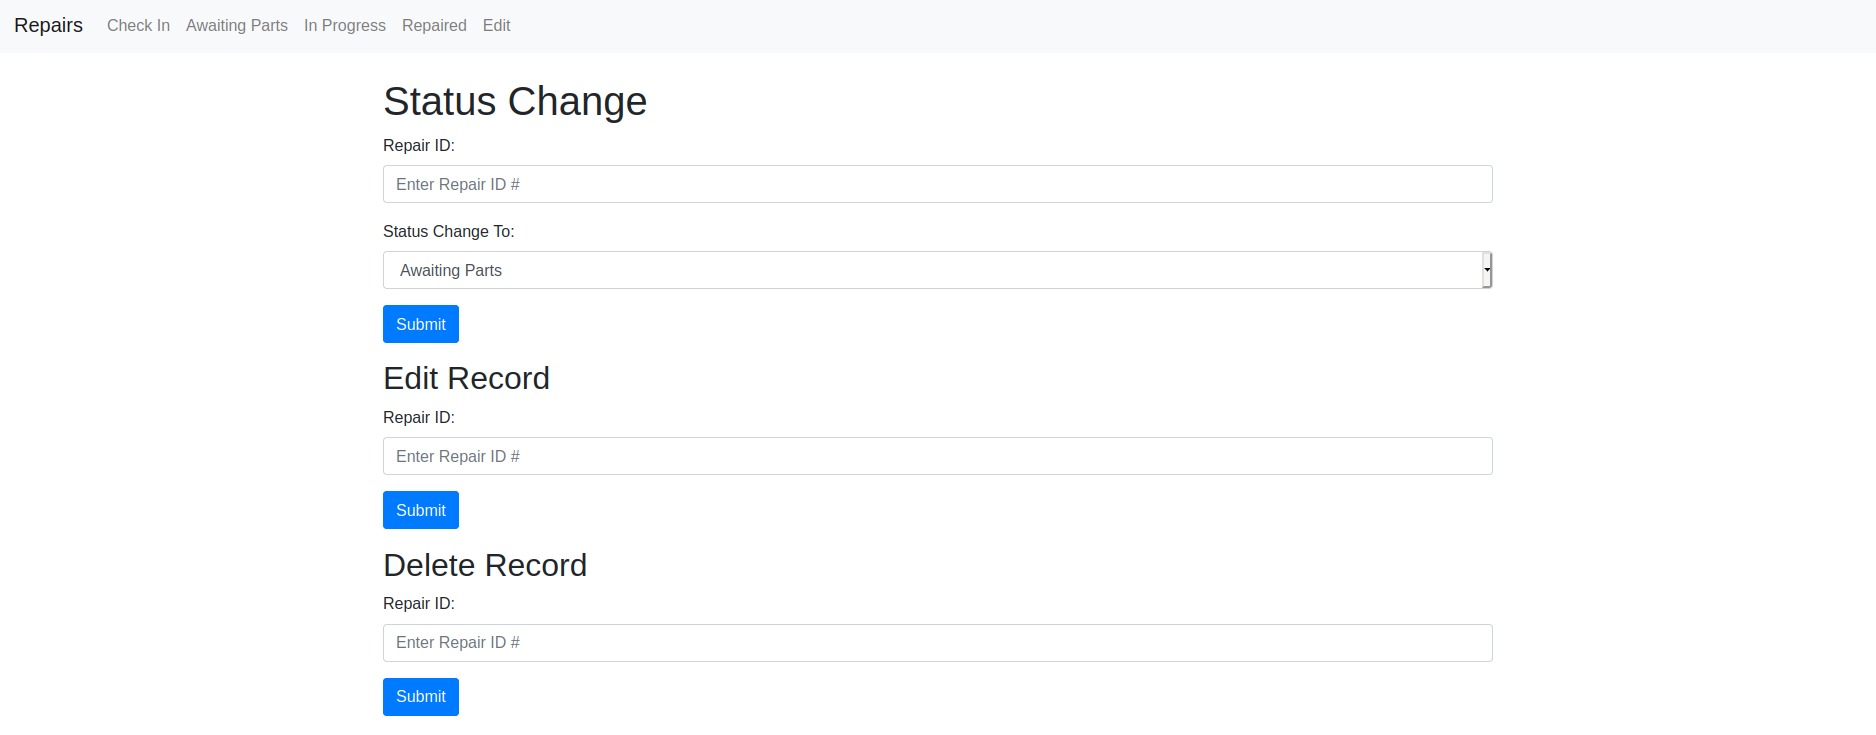 Repairs Check In Awaiting Parts In Progress Repaired Edit
Status Change
Repair ID:
Enter Repair ID #
Status Change To:
Awaiting Parts
Submit
Edit Record
Repair ID:
Enter Repair ID #
Submit
Delete Record
Repair ID:
Enter Repair ID #
Submit